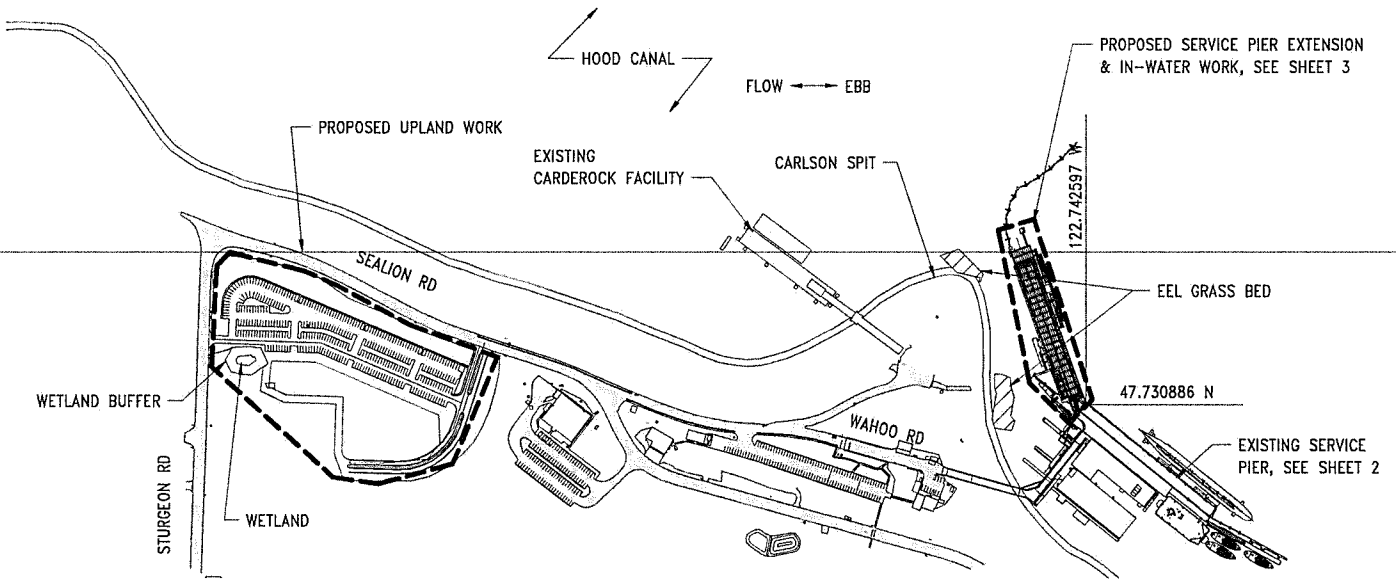 HOOD CANAL
FLOW ↔ EBB
PROPOSED SERVICE PIER EXTENSION
& IN-WATER WORK, SEE SHEET 3
PROPOSED UPLAND WORK
EXISTING
CARDEROCK FACILITY
CARLSON SPIT
122.742597 W
SEALION RD
EEL GRASS BED
WETLAND BUFFER
47.730886 N
WAHOO RD
EXISTING SERVICE
PIER, SEE SHEET 2
STURGEON RD
WETLAND